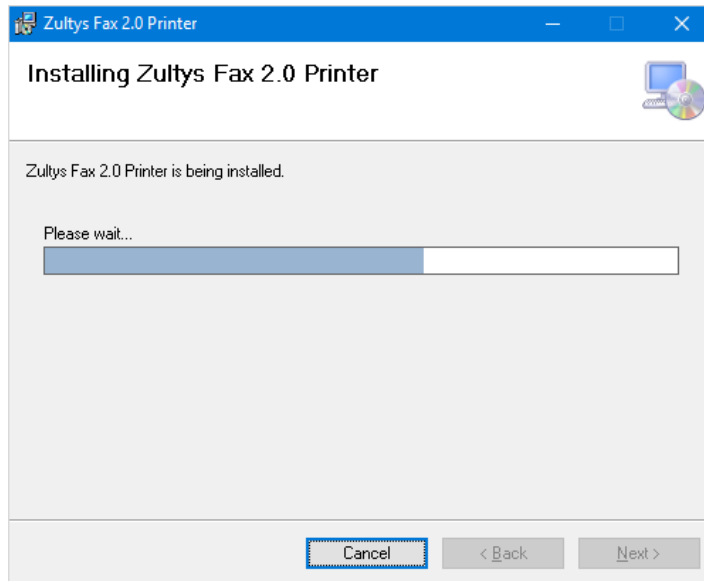 Zultys Fax 2.0 Printer
Installing Zultys Fax 2.0 Printer
Zultys Fax 2.0 Printer is being installed.
Please wait...
Cancel
< Back
Next >